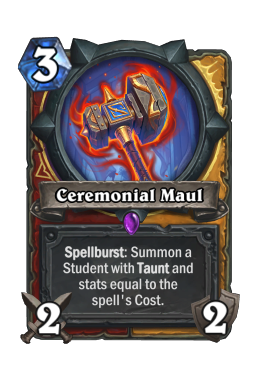 3
Ceremonial Maul
Spellburst: Summon a
Student with Taunt and
stats equal to the
spell's Cost.
2 2